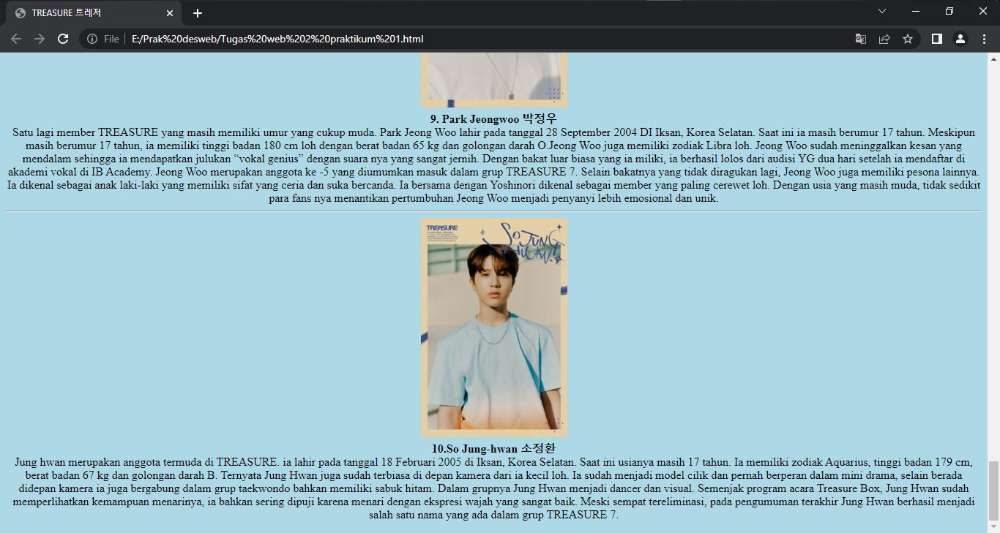 TREASURE 트레저
File
E:/Prak%20desweb/Tugas%20web%202%20praktikum%201.html
9. Park Jeongwoo 박정우
Satu lagi member TREASURE yang masih memiliki umur yang cukup muda. Park Jeong Woo lahir pada tanggal 28 September 2004 DI Iksan, Korea Selatan. Saat ini ia masih berumur 17 tahun. Meskipun
masih berumur 17 tahun, ia memiliki tinggi badan 180 cm loh dengan berat badan 65 kg dan golongan darah O.Jeong Woo juga memiliki zodiak Libra loh. Jeong Woo sudah meninggalkan kesan yang
mendalam sehingga ia mendapatkan julukan “vokal genius” dengan suara nya yang sangat jernih. Dengan bakat luar biasa yang ia miliki, ia berhasil lolos dari audisi YG dua hari setelah ia mendaftar di
akademi vokal di IB Academy. Jeong Woo merupakan anggota ke -5 yang diumumkan masuk dalam grup TREASURE 7. Selain bakatnya yang tidak diragukan lagi, Jeong Woo juga memiliki pesona lainnya.
Ia dikenal sebagai anak laki-laki yang memiliki sifat yang ceria dan suka bercanda. Ia bersama dengan Yoshinori dikenal sebagai member yang paling cerewet loh. Dengan usia yang masih muda, tidak sedikit
para fans nya menantikan pertumbuhan Jeong Woo menjadi penyanyi lebih emosional dan unik.
TREASURE
SO JUNG
HWAN!
10.So Jung-hwan 소정환
Jung hwan merupakan anggota termuda di TREASURE. ia lahir pada tanggal 18 Februari 2005 di Iksan, Korea Selatan. Saat ini usianya masih 17 tahun. Ia memiliki zodiak Aquarius, tinggi badan 179 cm,
berat badan 67 kg dan golongan darah B. Ternyata Jung Hwan juga sudah terbiasa di depan kamera dari ia kecil loh. Ia sudah menjadi model cilik dan pernah berperan dalam mini drama, selain berada
didepan kamera ia juga bergabung dalam grup taekwondo bahkan memiliki sabuk hitam. Dalam grupnya Jung Hwan menjadi dancer dan visual. Semenjak program acara Treasure Box, Jung Hwan sudah
memperlihatkan kemampuan menarinya, ia bahkan sering dipuji karena menari dengan ekspresi wajah yang sangat baik. Meski sempat tereliminasi, pada pengumuman terakhir Jung Hwan berhasil menjadi
salah satu nama yang ada dalam grup TREASURE 7.